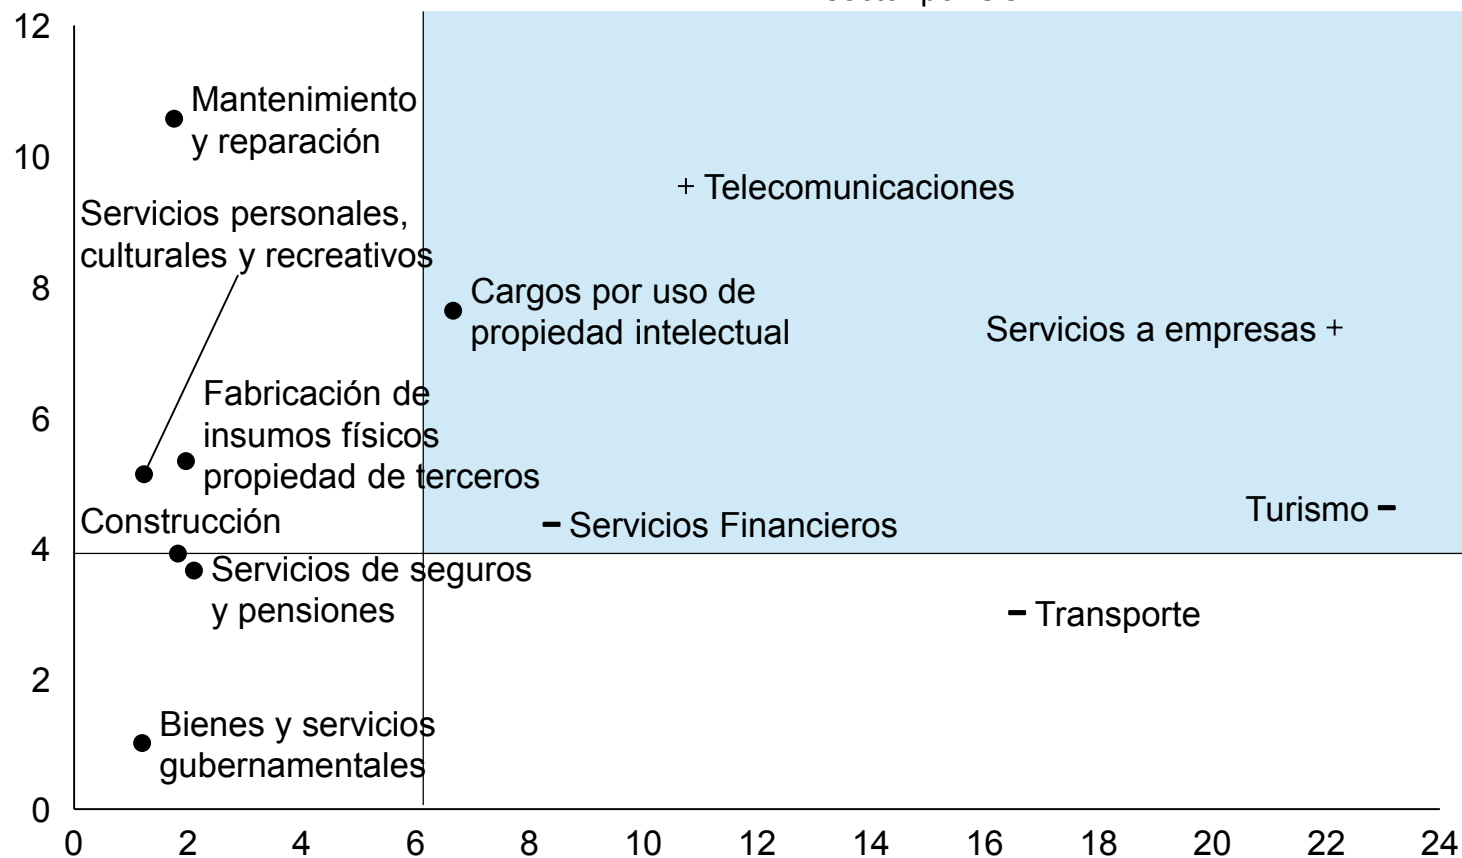 12
Mantenimiento
y reparación
10
Telecomunicaciones
Servicios personales,
culturales y recreativos
8
Cargos por uso de
propiedad intelectual
Servicios a empresas
6
Fabricación de
insumos físicos
propiedad de terceros
Construcción
Servicios Financieros
Turismo
4
Servicios de seguros
y pensiones
Transporte
2
Bienes y servicios
gubernamentales
0
0 2 4 6 8 10 12 14 16 18 20 22 24